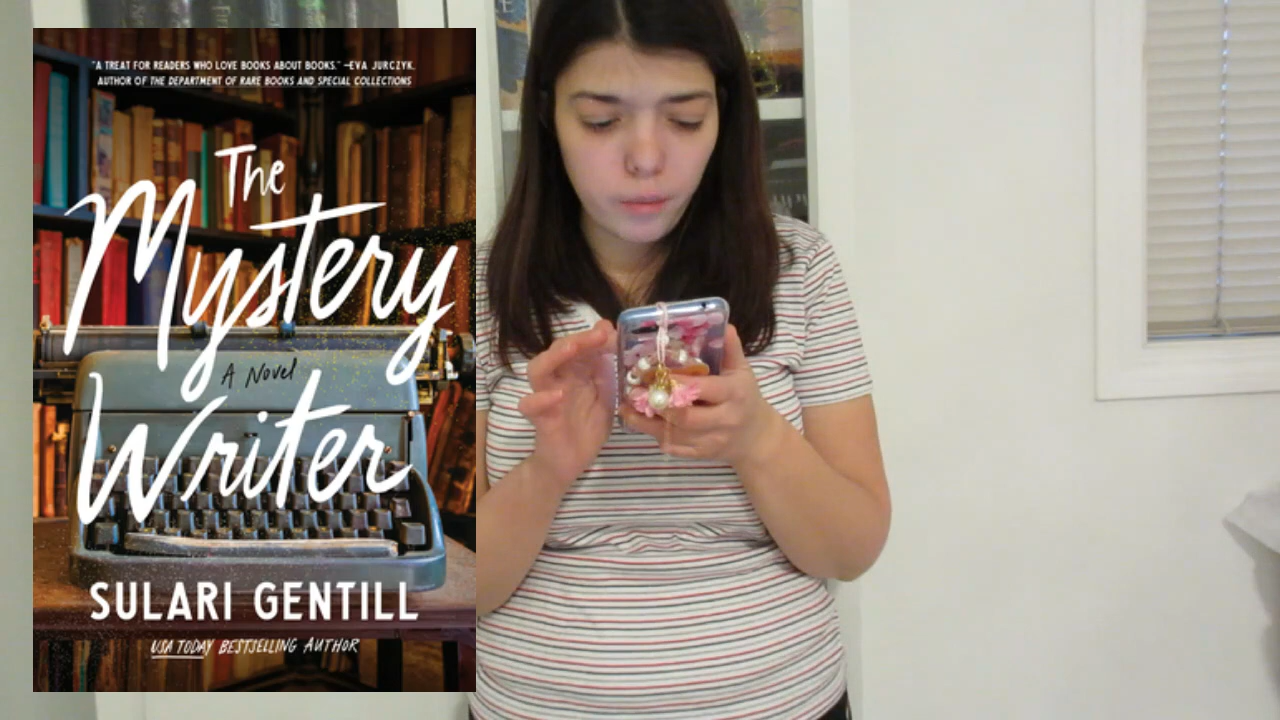 "A TREAT FOR READERS WHO LOVE BOOKS ABOUT BOOKS." —EVA JURCZYK,
AUTHOR OF THE DEPARTMENT OF RARE BOOKS AND SPECIAL COLLECTIONS
The
Mystery
A Novel
Writer
SULARI GENTILL
USA TODAY BESTSELLING AUTHOR